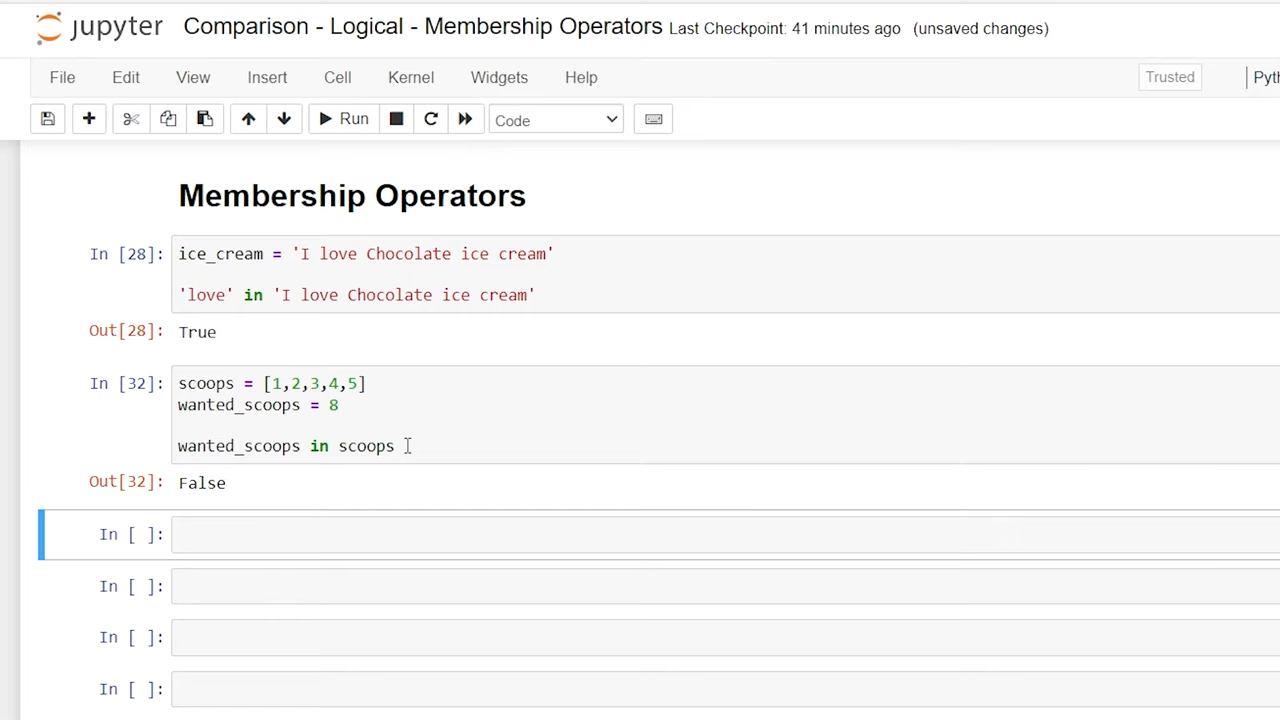 jupyter Comparison - Logical - Membership Operators Last Checkpoint: 41 minutes ago (unsaved changes)
File Edit View Insert Cell Kernel Widgets Help Trusted Pyth
Run Code
Membership Operators
In [28]: ice_cream = 'I love Chocolate ice cream'
'love' in 'I love Chocolate ice cream'
Out[28]: True
In [32]: scoops = [1,2,3,4,5]
wanted_scoops = 8
wanted_scoops in scoops
Out[32]: False
In [ ]:
In [ ]:
In [ ]:
In [ ]: